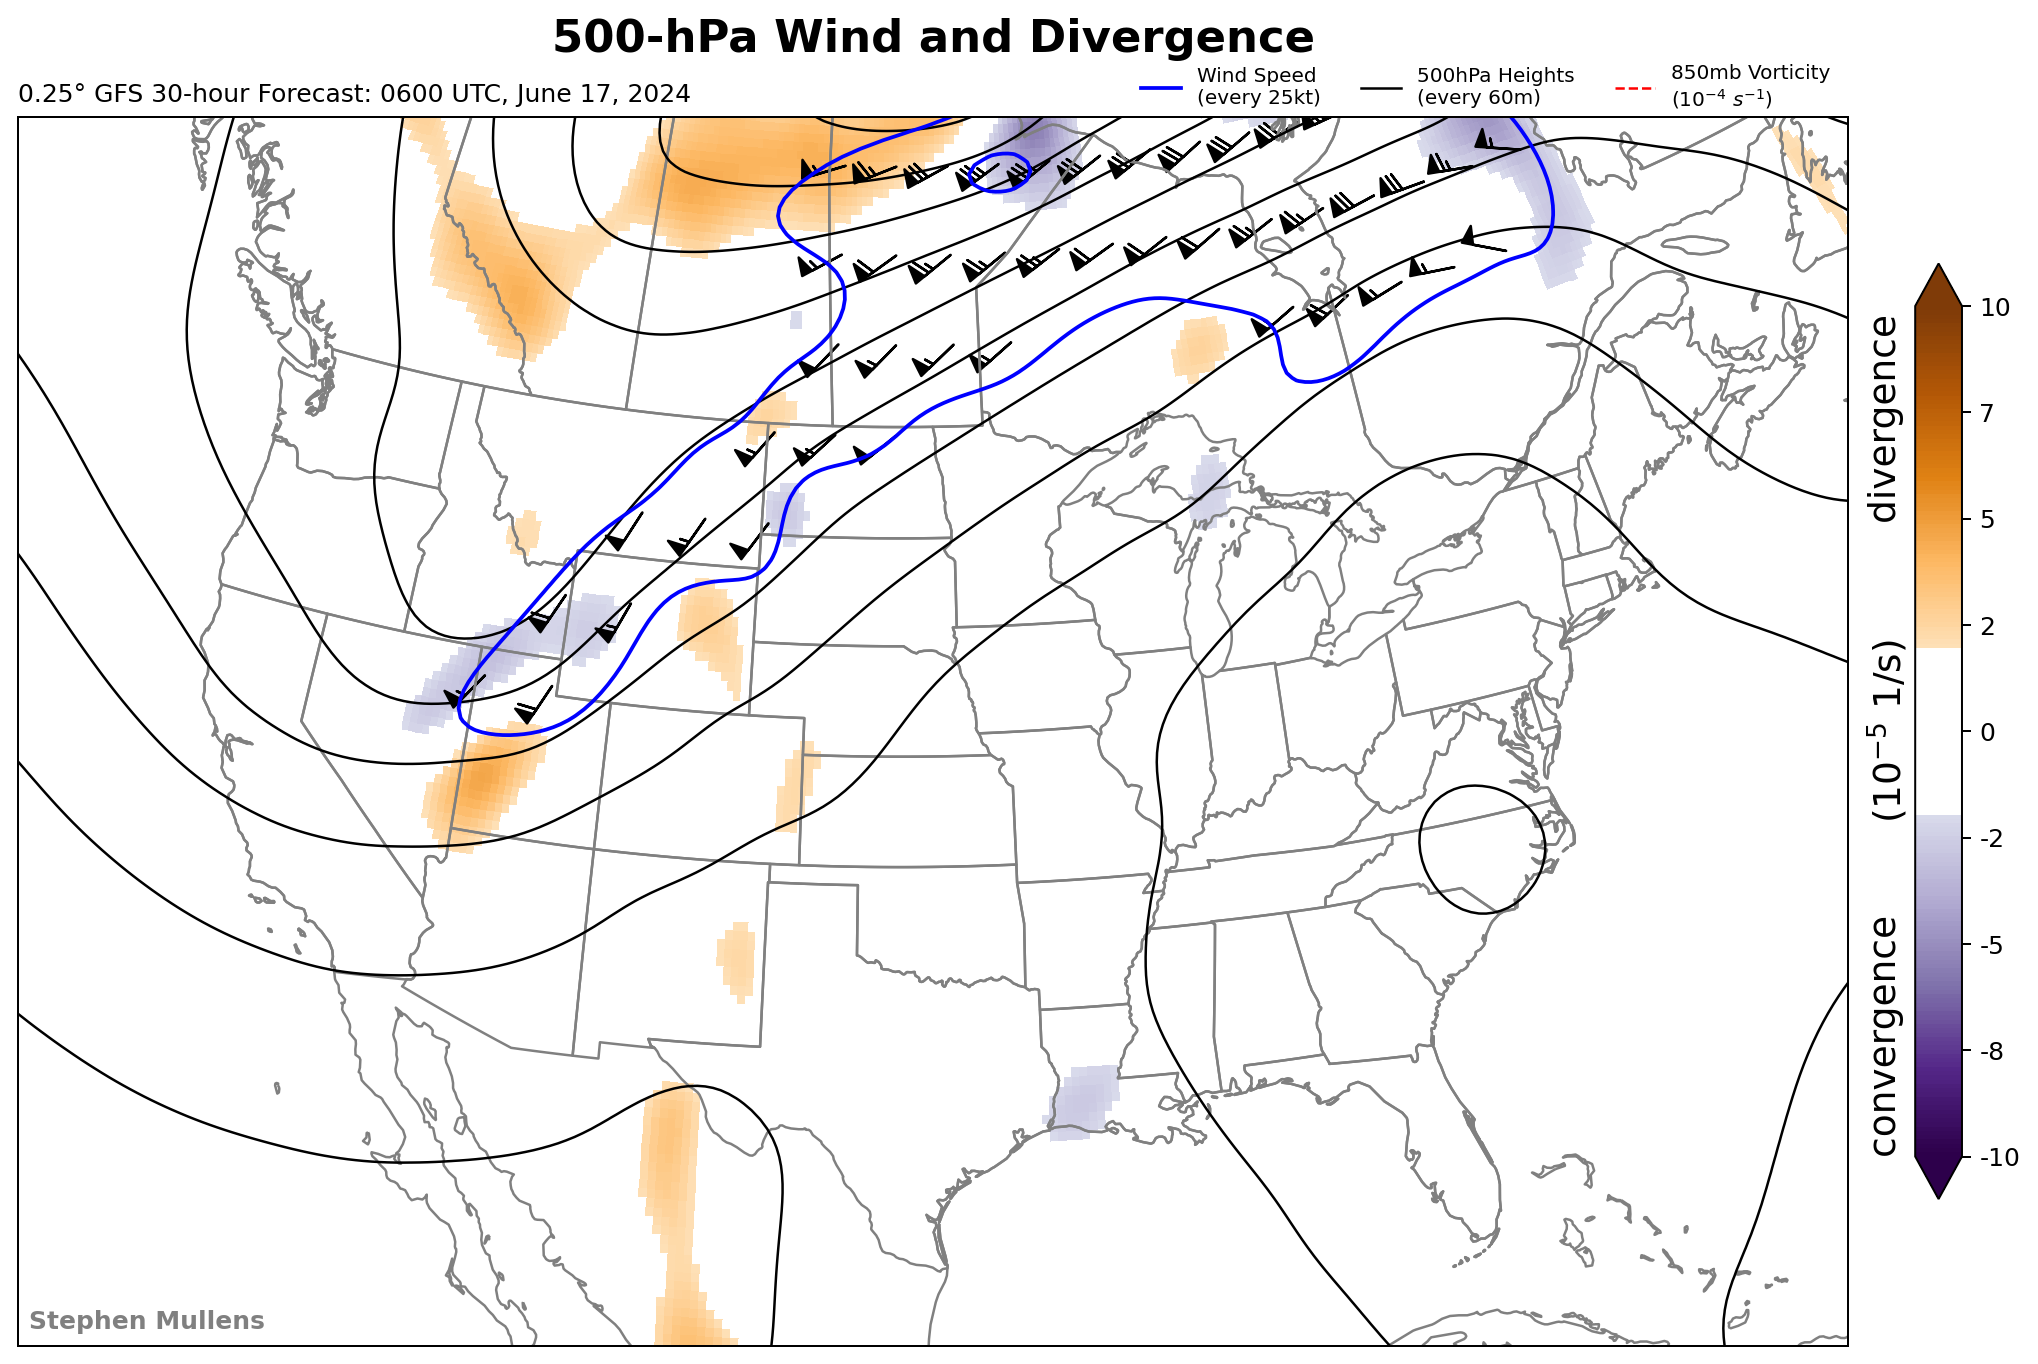 500-hPa Wind and Divergence
0.25° GFS 30-hour Forecast: 0600 UTC, June 17, 2024
Wind Speed
(every 25kt)
500hPa Heights
(every 60m)
850mb Vorticity
(10⁻⁴ s⁻¹)
10
7
5
2
0
-2
-5
-8
-10
convergence (10⁻⁵ 1/s) divergence
Stephen Mullens